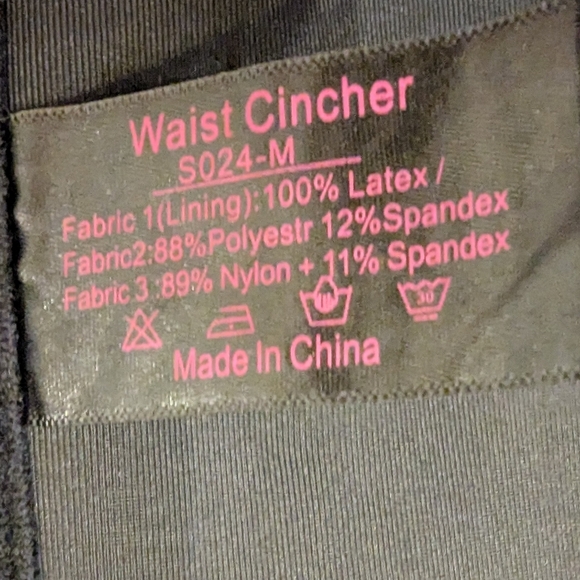 Waist Cincher
S024-M
Fabric 1(Lining):100% Latex /
Fabric2:88%Polyestr 12%Spandex
Fabric 3 :89% Nylon + 11% Spandex
30
Made In China